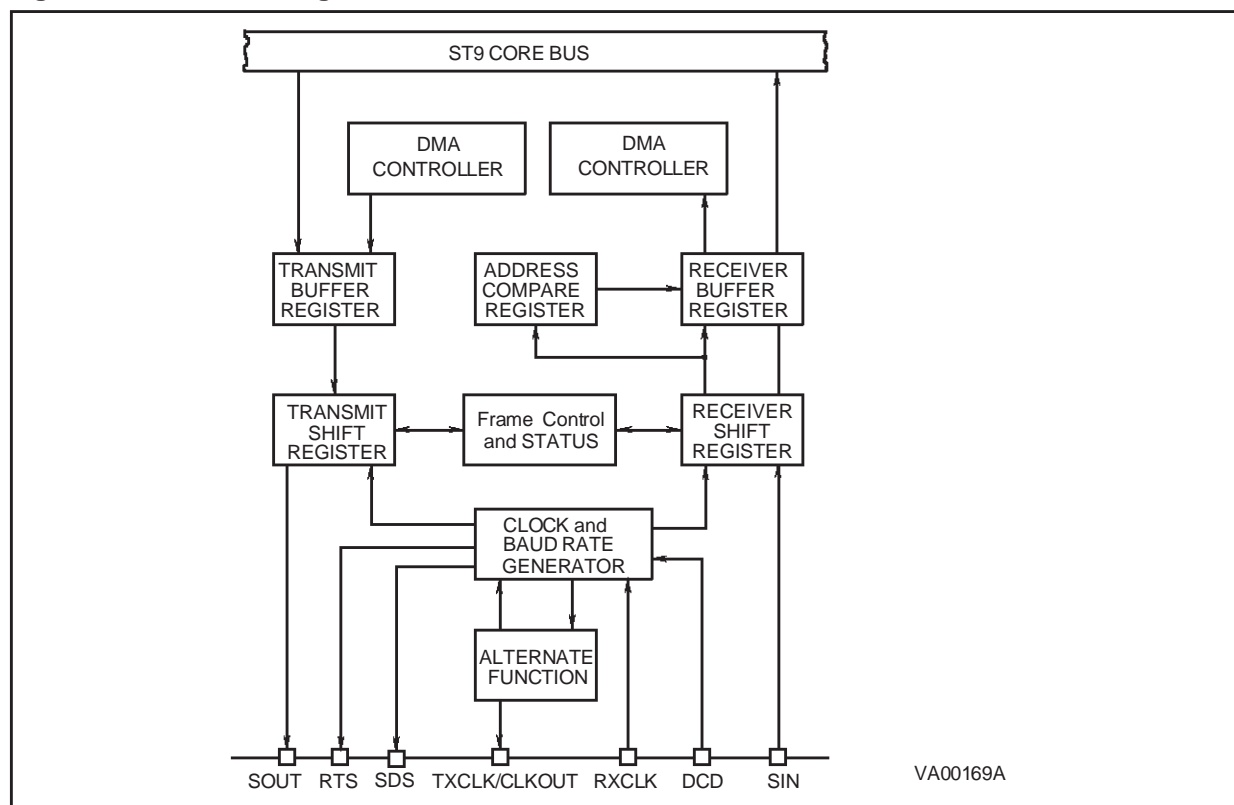 ST9 CORE BUS
DMA
CONTROLLER
DMA
CONTROLLER
TRANSMIT
BUFFER
REGISTER
ADDRESS
COMPARE
REGISTER
RECEIVER
BUFFER
REGISTER
TRANSMIT
SHIFT
REGISTER
Frame Control
and STATUS
RECEIVER
SHIFT
REGISTER
CLOCK and
BAUD RATE
GENERATOR
ALTERNATE
FUNCTION
SOUT RTS SDS TXCLK/CLKOUT RXCLK DCD SIN
VA00169A